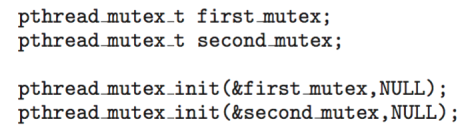 pthread_mutex_t first_mutex;
pthread_mutex_t second_mutex;
pthread_mutex_init(&first_mutex,NULL);
pthread_mutex_init(&second_mutex,NULL);